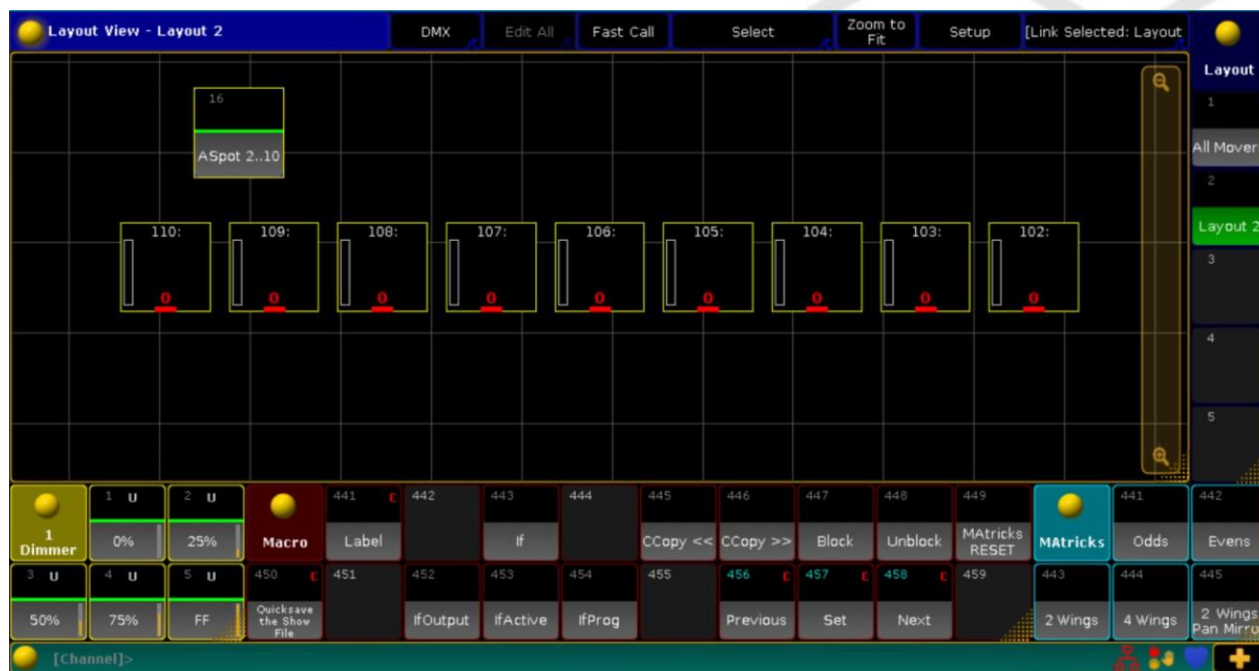 Layout View - Layout 2
DMX
Edit All
Fast Call
Select
Zoom to
Fit
Setup
[Link Selected: Layout
Layout
1
All Mover
2
Layout 2
3
4
5
16
ASpot 2..10
110: 109: 108: 107: 106: 105: 104: 103: 102:
0 0 0 0 0 0 0 0 0
1
Dimmer
1 U
0%
2 U
25%
Macro
441 C
Label
442
443
If
444
445
CCopy <<
446
CCopy >>
447
Block
448
Unblock
449
MAtricks
RESET
MAtricks
441
Odds
442
Evens
3 U
50%
4 U
75%
5 U
FF
450 C
Quicksave
the Show
File
451
452
IfOutput
453
IfActive
454
IfProg
455
456 C
Previous
457 C
Set
458 C
Next
459
443
2 Wings
444
4 Wings
445
2 Wings
Pan Mirro
[Channel]>